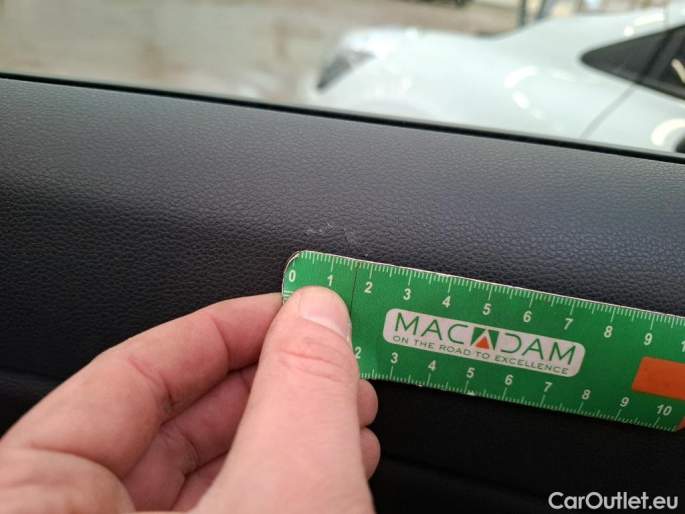 0 1 2 3 4 5 6 7 8 9 1
MACADAM
ON THE ROAD TO EXCELLENCE
2 3 4 5 6 7 8 9 10
CarOutlet.eu